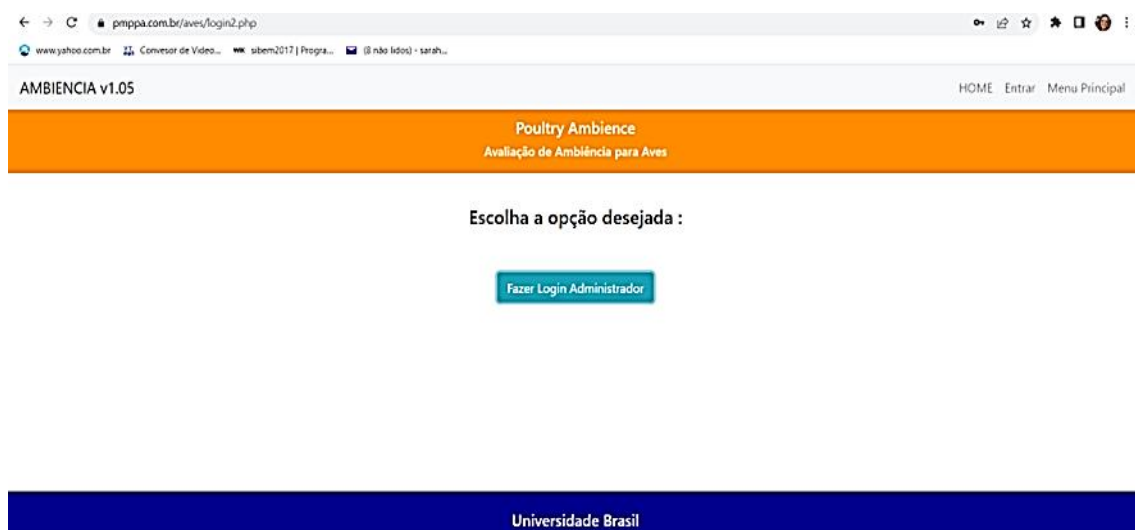 pmppa.com.br/aves/login2.php
www.yahoo.com.br Convesor de Video... WK sibem2017 | Progra... (8 não lidos) - sarah...
AMBIENCIA v1.05 HOME Entrar Menu Principal
Poultry Ambience
Avaliação de Ambiência para Aves
Escolha a opção desejada :
Fazer Login Administrador
Universidade Brasil